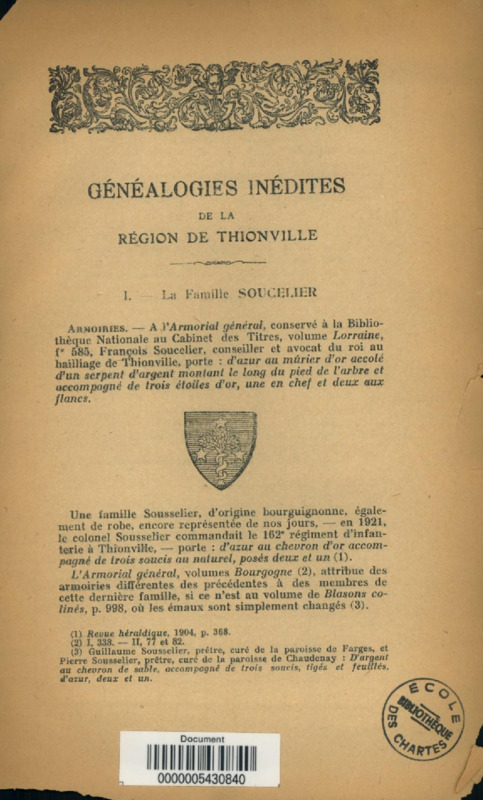 GÉNÉALOGIES INÉDITES
DE LA
RÉGION DE THIONVILLE
I. — La Famille SOUCELIER
ARMOIRIES. — A l'Armorial général, conservé à la Biblio-
thèque Nationale au Cabinet des Titres, volume Lorraine,
f° 585, François Soucelier, conseiller et avocat du roi au
bailliage de Thionville, porte : d'azur au mûrier d'or accolé
d'un serpent d'argent montant le long du pied de l'arbre et
accompagné de trois étoiles d'or, une en chef et deux aux
flancs.
Une famille Sousselier, d'origine bourguignonne, égale-
ment de robe, encore représentée de nos jours, — en 1921,
le colonel Sousselier commandait le 162e régiment d'infan-
terie à Thionville, — porte : d'azur au chevron d'or accom-
pagné de trois soucis au naturel, posés deux et un (1).
L'Armorial général, volumes Bourgogne (2), attribue des
armoiries différentes des précédentes à des membres de
cette dernière famille, si ce n'est au volume de Blasons co-
linés, p. 998, où les émaux sont simplement changés (3).
(1) Revue héraldique, 1904, p. 368.
(2) I, 338. — II, 77 et 82.
(3) Guillaume Sousselier, prêtre, curé de la paroisse de Farges, et
Pierre Sousselier, prêtre, curé de la paroisse de Chaudenay : D'argent
au chevron de sable, accompagné de trois soucis, tigés et feuillés,
d'azur, deux et un.
ÉCOLE
BIBLIOTHÈQUE
DES CHARTES
Document
0000005430840